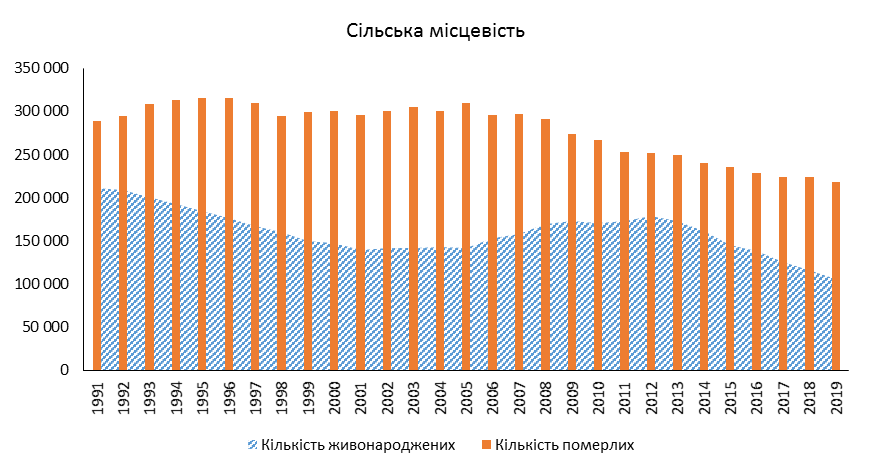 Сільська місцевість
350 000
300 000
250 000
200 000
150 000
100 000
50 000
0
1991 1992 1993 1994 1995 1996 1997 1998 1999 2000 2001 2002 2003 2004 2005 2006 2007 2008 2009 2010 2011 2012 2013 2014 2015 2016 2017 2018 2019
Кількість живонароджених Кількість померлих